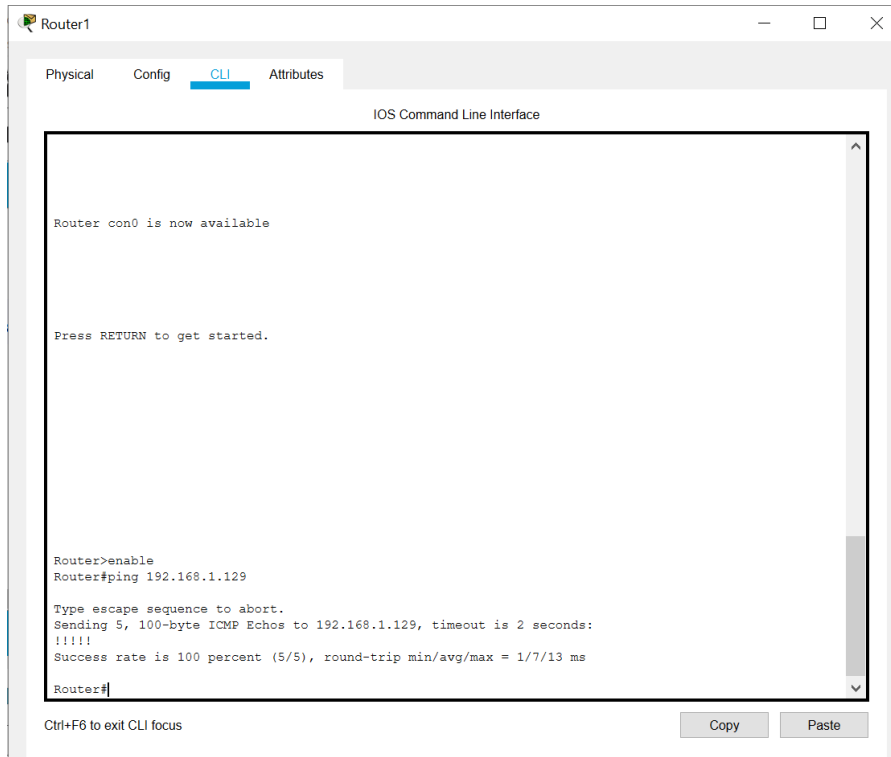 Router1
Physical Config CLI Attributes
IOS Command Line Interface
Router con0 is now available
Press RETURN to get started.
Router>enable
Router#ping 192.168.1.129
Type escape sequence to abort.
Sending 5, 100-byte ICMP Echos to 192.168.1.129, timeout is 2 seconds:
!!!!!
Success rate is 100 percent (5/5), round-trip min/avg/max = 1/7/13 ms
Router#
Ctrl+F6 to exit CLI focus
Copy Paste